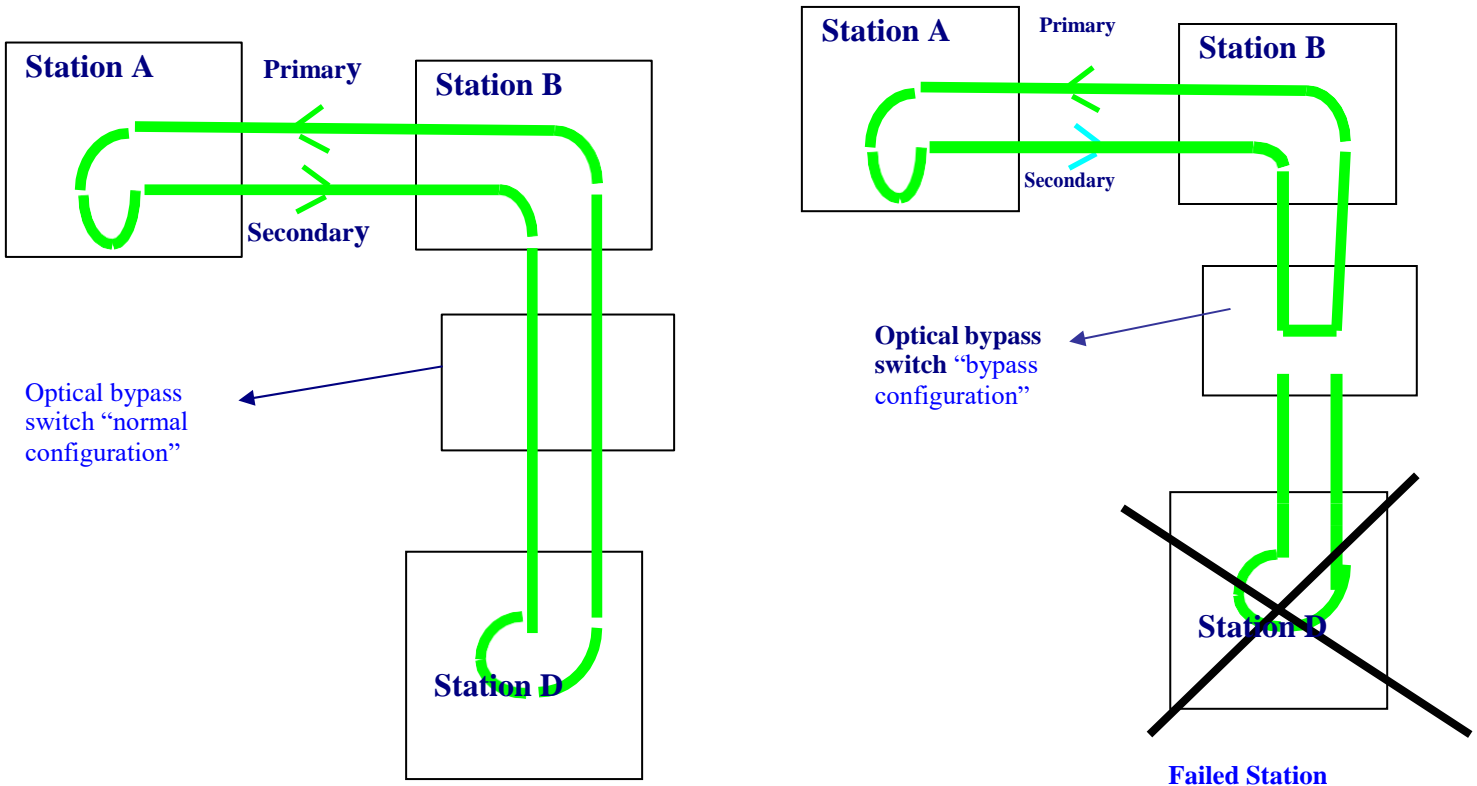 Station A
Primary
Station B
Secondary
Optical bypass
switch “normal
configuration”
Station D
Station A
Primary
Station B
Secondary
Optical bypass
switch “bypass
configuration”
Station D
Failed Station